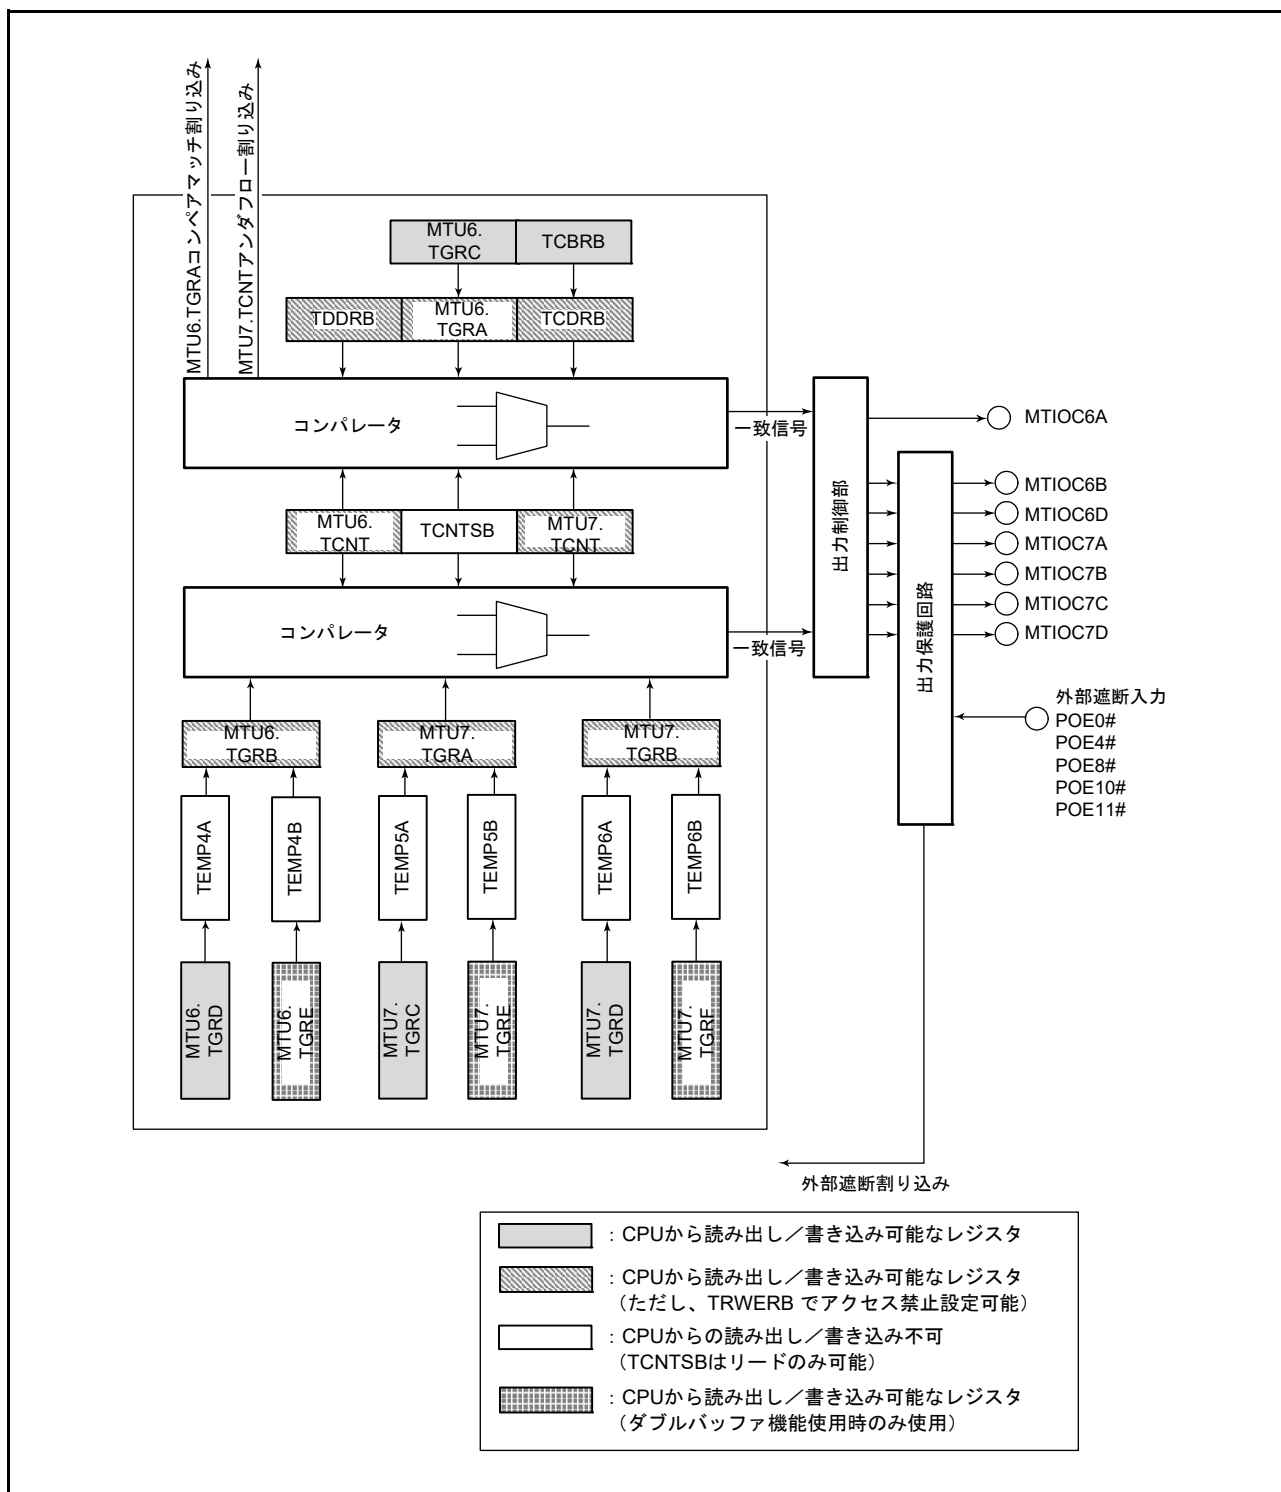 MTU6.TGRAコンペアマッチ割り込み
MTU7.TCNTアンダフロー割り込み
MTU6.
TGRC
TCBRB
TDDRB
MTU6.
TGRA
TCDRB
コンパレータ
一致信号
MTU6.
TCNT
TCNTSB
MTU7.
TCNT
コンパレータ
一致信号
出力制御部
出力保護回路
MTIOC6A
MTIOC6B
MTIOC6D
MTIOC7A
MTIOC7B
MTIOC7C
MTIOC7D
外部遮断入力
POE0#
POE4#
POE8#
POE10#
POE11#
MTU6.
TGRB
MTU7.
TGRA
MTU7.
TGRB
TEMP4A
TEMP4B
TEMP5A
TEMP5B
TEMP6A
TEMP6B
MTU6.
TGRD
MTU6.
TGRE
MTU7.
TGRC
MTU7.
TGRE
MTU7.
TGRD
MTU7.
TGRF
外部遮断割り込み
：CPUから読み出し／書き込み可能なレジスタ
：CPUから読み出し／書き込み可能なレジスタ
（ただし、TRWERB でアクセス禁止設定可能）
：CPUからの読み出し／書き込み不可
（TCNTSBはリードのみ可能）
：CPUから読み出し／書き込み可能なレジスタ
（ダブルバッファ機能使用時のみ使用）